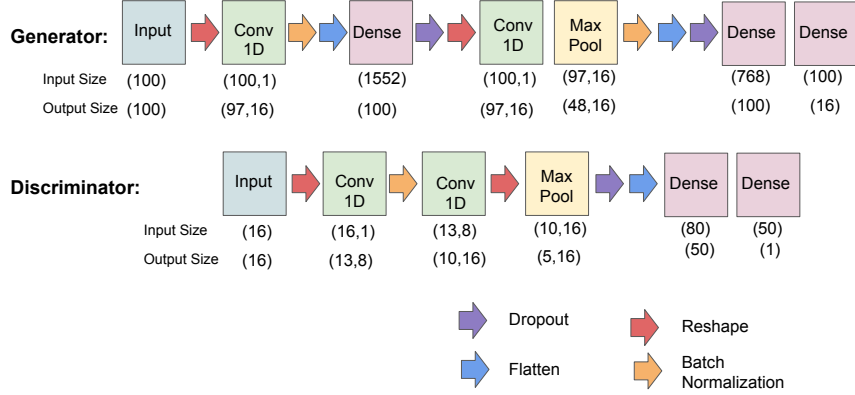 Generator:
Input
Conv
1D
Dense
Conv
1D
Max
Pool
Dense
Dense
Input Size
(100)
(100,1)
(1552)
(100,1)
(97,16)
(768)
(100)
Output Size
(100)
(97,16)
(100)
(97,16)
(48,16)
(100)
(16)
Discriminator:
Input
Conv
1D
Conv
1D
Max
Pool
Dense
Dense
Input Size
(16)
(16,1)
(13,8)
(10,16)
(80)
(50)
Output Size
(16)
(13,8)
(10,16)
(5,16)
(50)
(1)
Dropout
Reshape
Flatten
Batch
Normalization